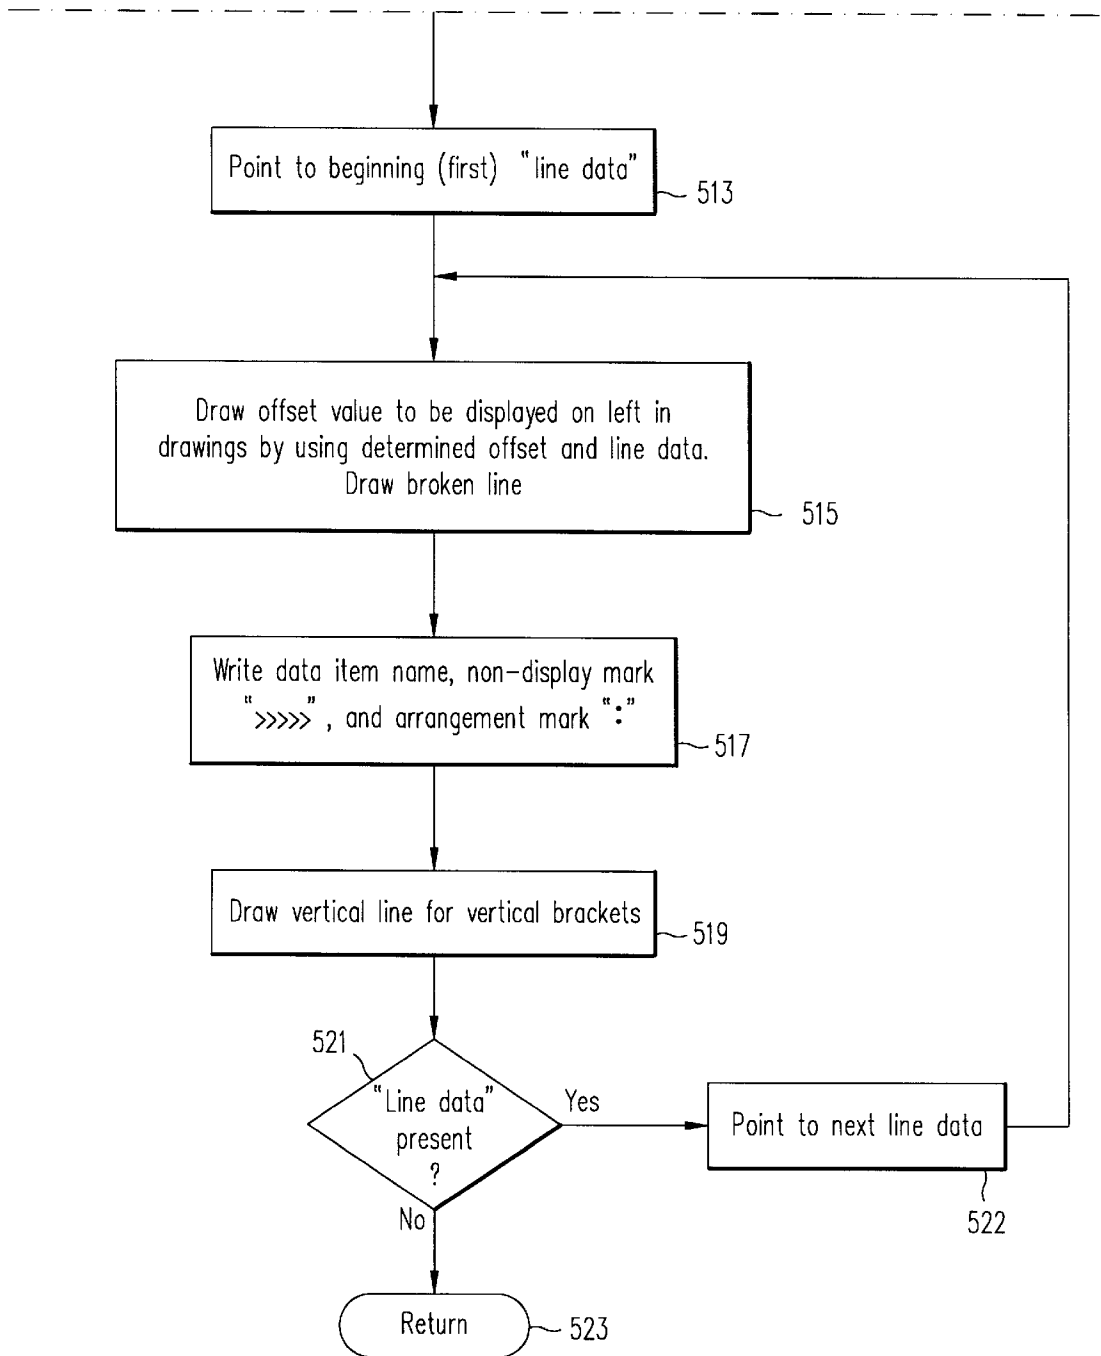 Point to beginning (first) "line data"
513
Draw offset value to be displayed on left in
drawings by using determined offset and line data.
Draw broken line
515
Write data item name, non-display mark
">>>>>", and arrangement mark ":"
517
Draw vertical line for vertical brackets
519
521
"Line data"
present
?
Yes
Point to next line data
522
No
Return
523